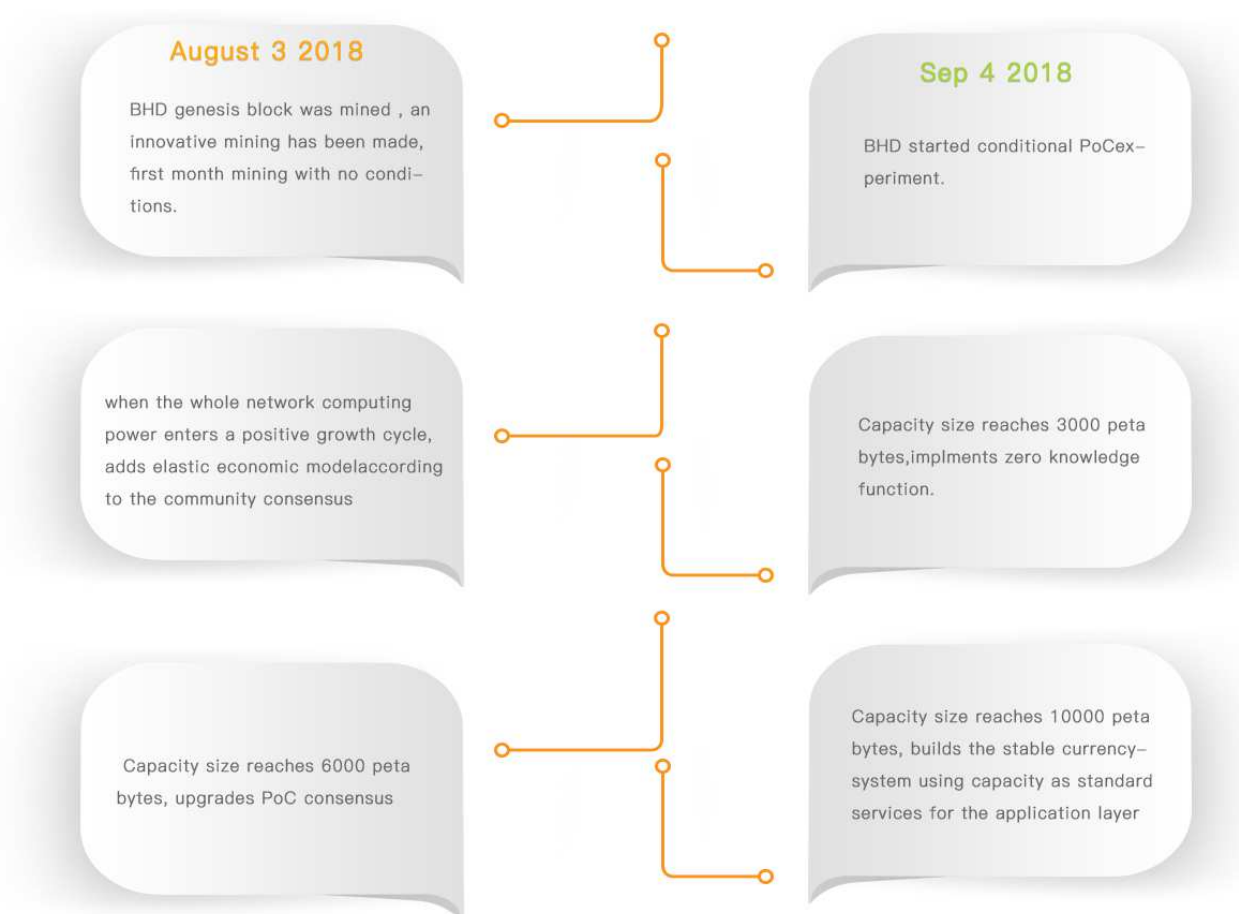 August 3 2018
BHD genesis block was mined , an
innovative mining has been made,
first month mining with no condi–
tions.
Sep 4 2018
BHD started conditional PoCex–
periment.
when the whole network computing
power enters a positive growth cycle,
adds elastic economic modelaccording
to the community consensus
Capacity size reaches 3000 peta
bytes,implments zero knowledge
function.
Capacity size reaches 6000 peta
bytes, upgrades PoC consensus
Capacity size reaches 10000 peta
bytes, builds the stable currency–
system using capacity as standard
services for the application layer